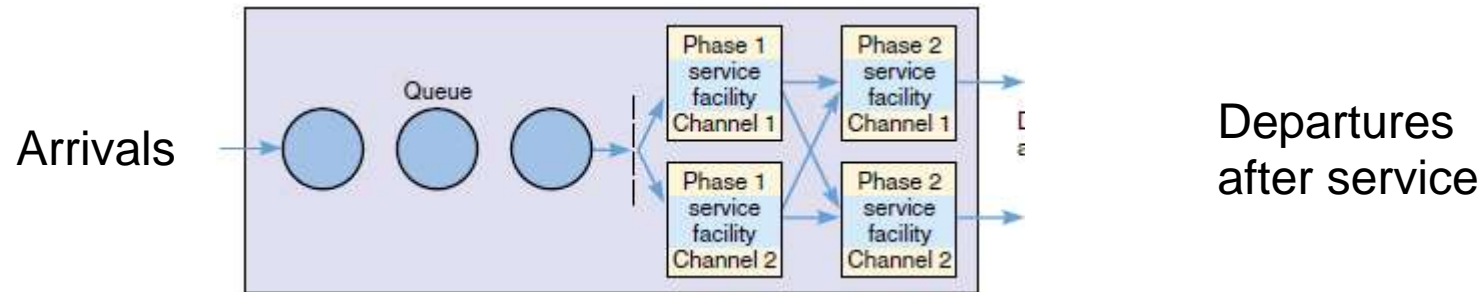 Arrivals
Queue
Phase 1
service
facility
Channel 1
Phase 2
service
facility
Channel 1
Phase 1
service
facility
Channel 2
Phase 2
service
facility
Channel 2
Departures
after service